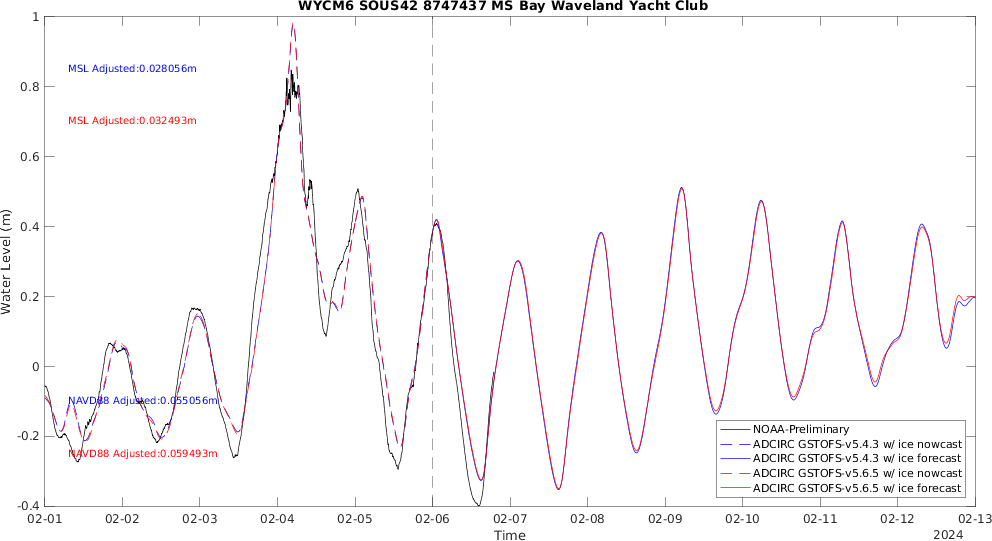 WYCM6 SOUS42 8747437 MS Bay Waveland Yacht Club
Water Level (m)
1
0.8
0.6
0.4
0.2
0
-0.2
-0.4
MSL Adjusted:0.028056m
MSL Adjusted:0.032493m
NAVD88 Adjusted:0.055056m
NAVD88 Adjusted:0.059493m
NOAA-Preliminary
ADCIRC GSTOFS-v5.4.3 w/ ice nowcast
ADCIRC GSTOFS-v5.4.3 w/ ice forecast
ADCIRC GSTOFS-v5.6.5 w/ ice nowcast
ADCIRC GSTOFS-v5.6.5 w/ ice forecast
02-01 02-02 02-03 02-04 02-05 02-06 02-07 02-08 02-09 02-10 02-11 02-12 02-13
Time
2024